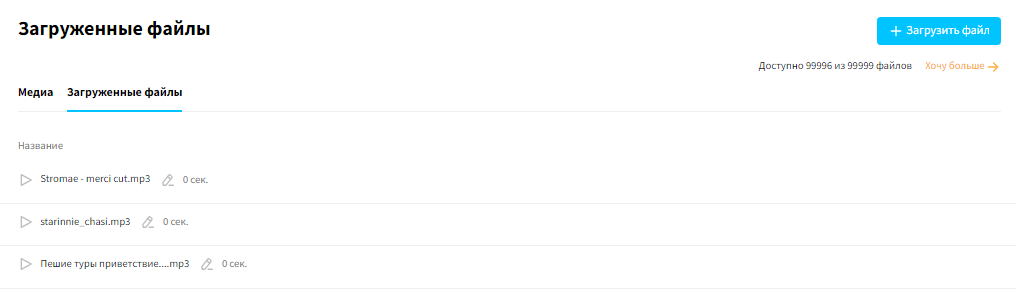 Загруженные файлы
Загрузить файл
Доступно 99996 из 99999 файлов Хочу больше
Медиа Загруженные файлы
Название
Stromae - merci cut.mp3 0 сек.
starinnie_chasi.mp3 0 сек.
Пешие туры приветствие....mp3 0 сек.